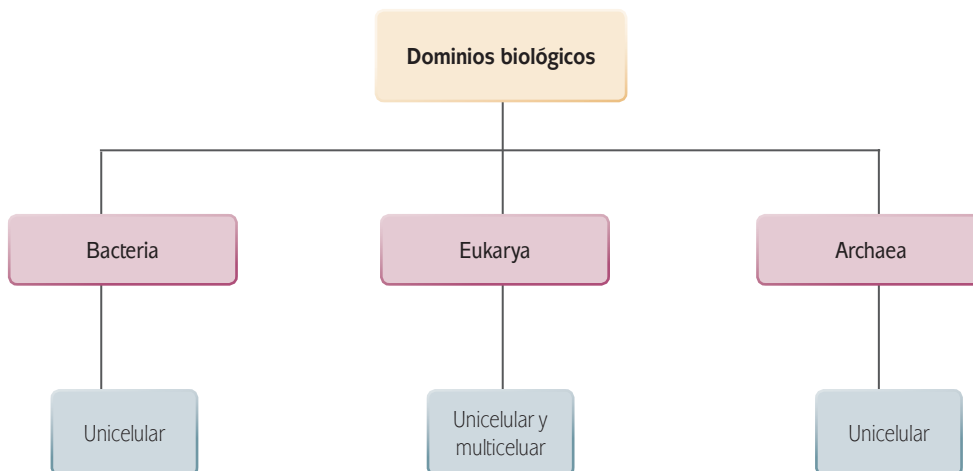 Dominios biológicos
Bacteria
Eukarya
Archaea
Unicelular
Unicelular y
multiceluar
Unicelular